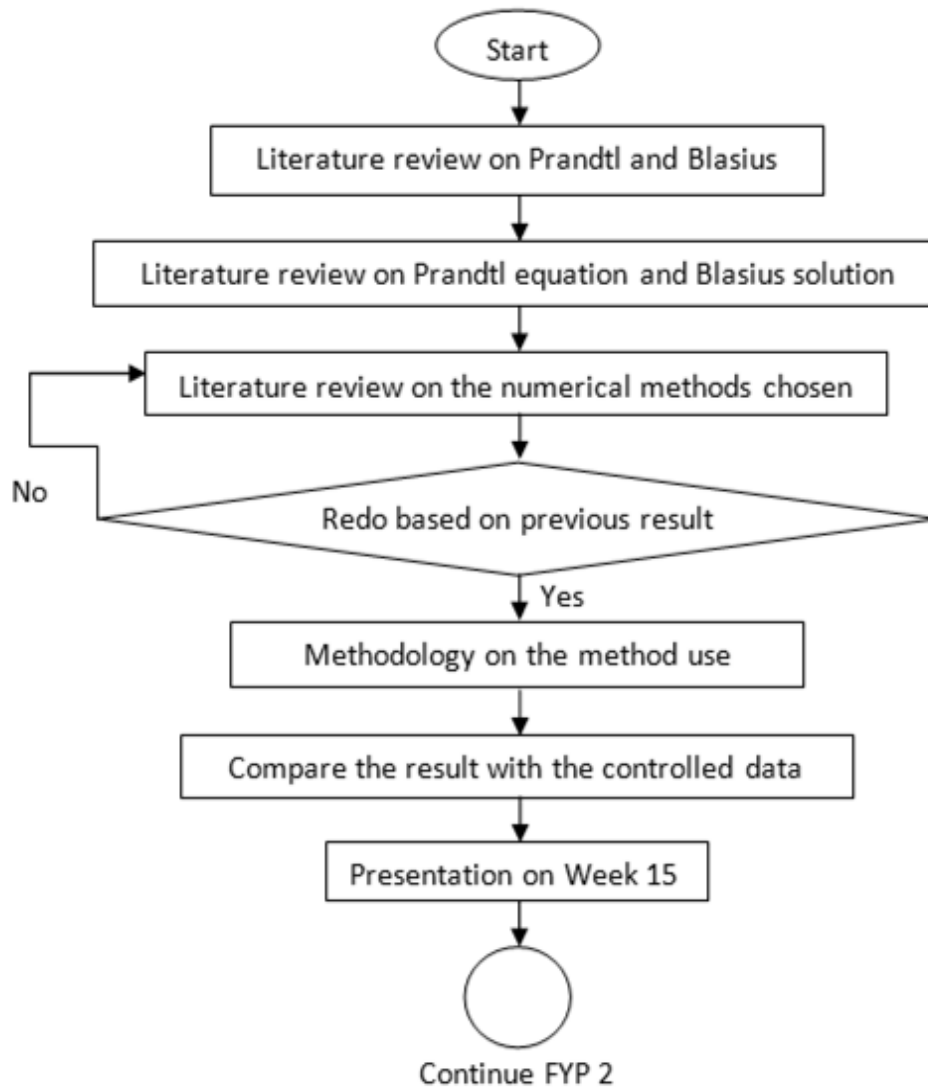 Start
Literature review on Prandtl and Blasius
Literature review on Prandtl equation and Blasius solution
Literature review on the numerical methods chosen
No
Redo based on previous result
Yes
Methodology on the method use
Compare the result with the controlled data
Presentation on Week 15
Continue FYP 2